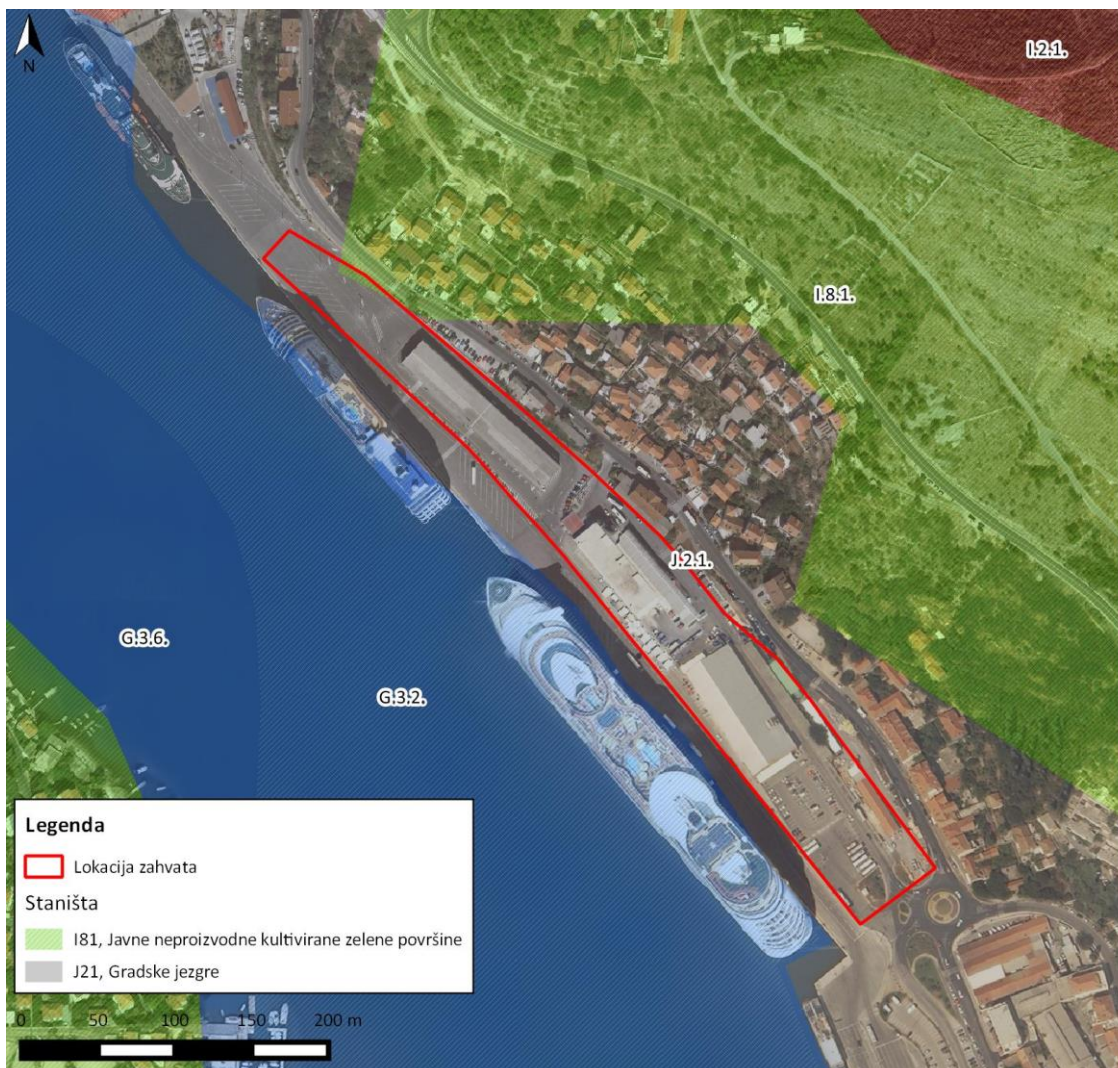 N
I.2.1.
I.8.1.
J.2.1.
G.3.6.
G.3.2.
Legenda
Lokacija zahvata
Staništa
I81, Javne neproizvodne kultivirane zelene površine
J21, Gradske jezgre
0 50 100 150 200 m